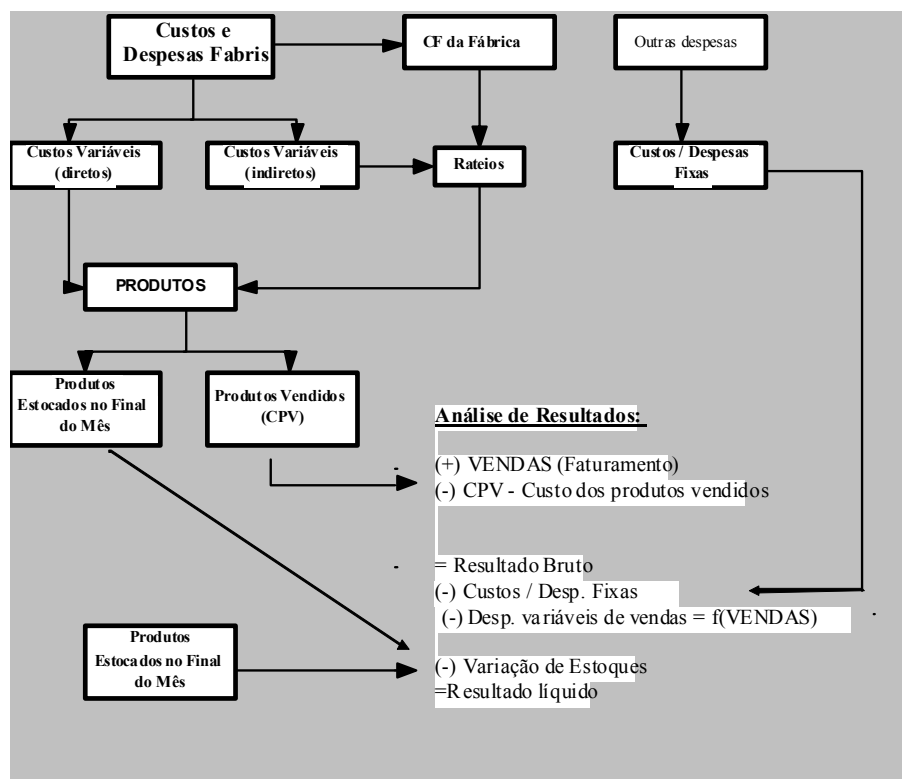 Custos e
Despesas Fabris
CF da Fábrica
Outras despesas
Custos Variáveis
(diretos)
Custos Variáveis
(indiretos)
Rateios
Custos / Despesas
Fixas
PRODUTOS
Produtos
Estocados no Final
do Mês
Produtos Vendidos
(CPV)
Análise de Resultados:
(+) VENDAS (Faturamento)
(-) CPV - Custo dos produtos vendidos
= Resultado Bruto
(-) Custos / Desp. Fixas
(-) Desp. variáveis de vendas = f(VENDAS)
Produtos
Estocados no Final
do Mês
(-) Variação de Estoques
=Resultado líquido